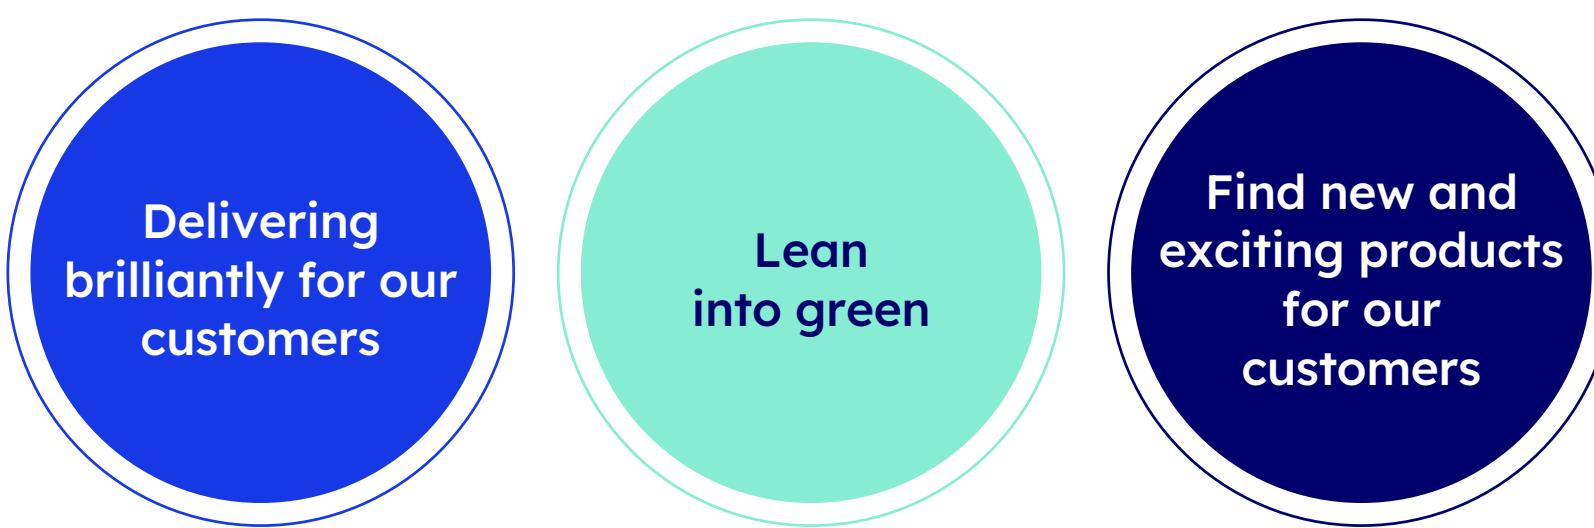 Delivering
brilliantly for our
customers
Lean
into green
Find new and
exciting products
for our
customers